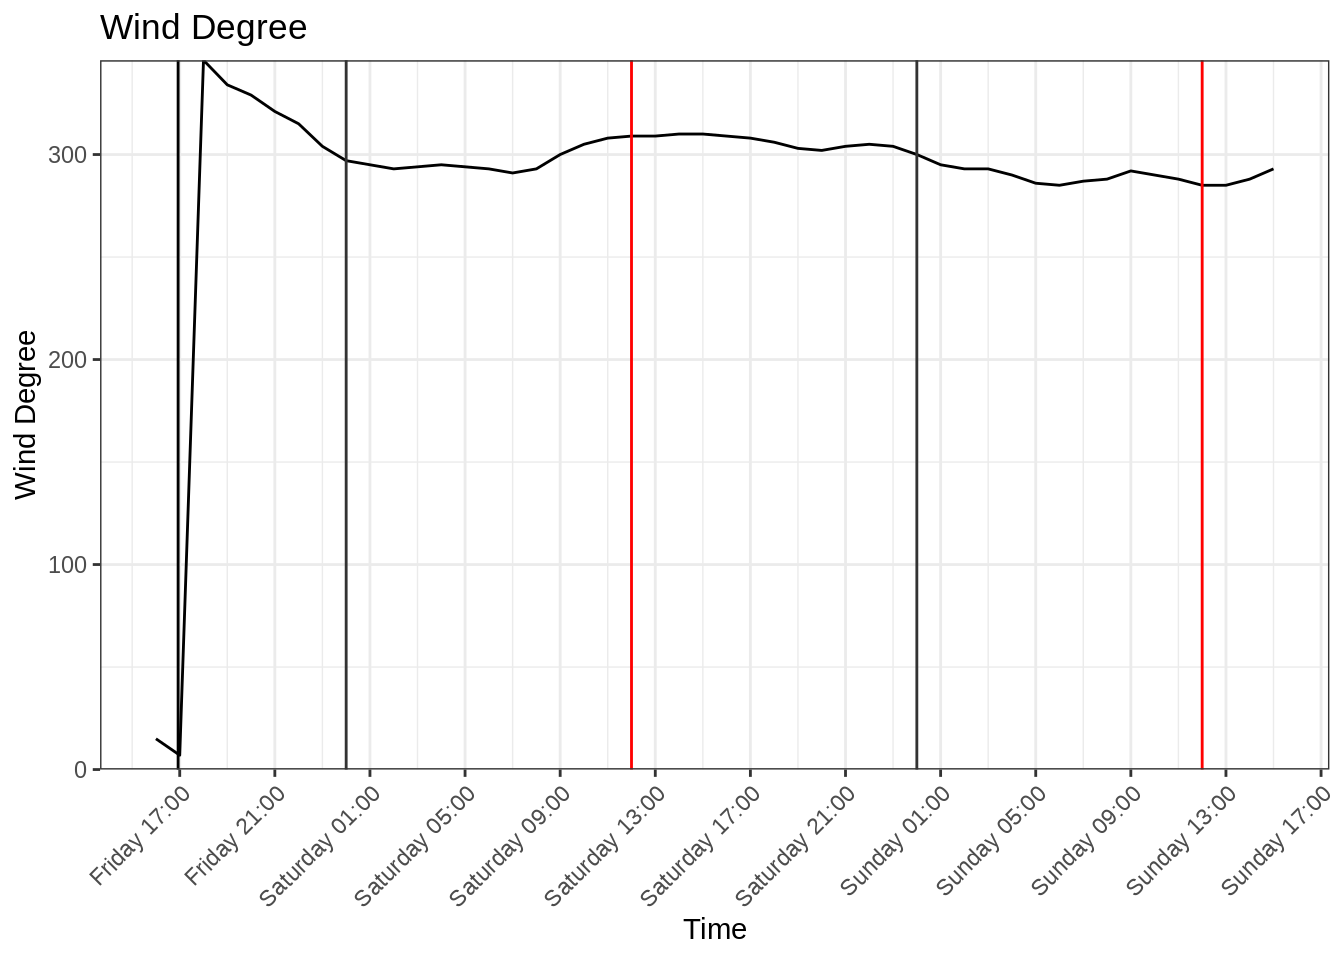 Wind Degree
Wind Degree
300
200
100
0
Friday 17:00
Friday 21:00
Saturday 01:00
Saturday 05:00
Saturday 09:00
Saturday 13:00
Saturday 17:00
Saturday 21:00
Sunday 01:00
Sunday 05:00
Sunday 09:00
Sunday 13:00
Sunday 17:00
Time